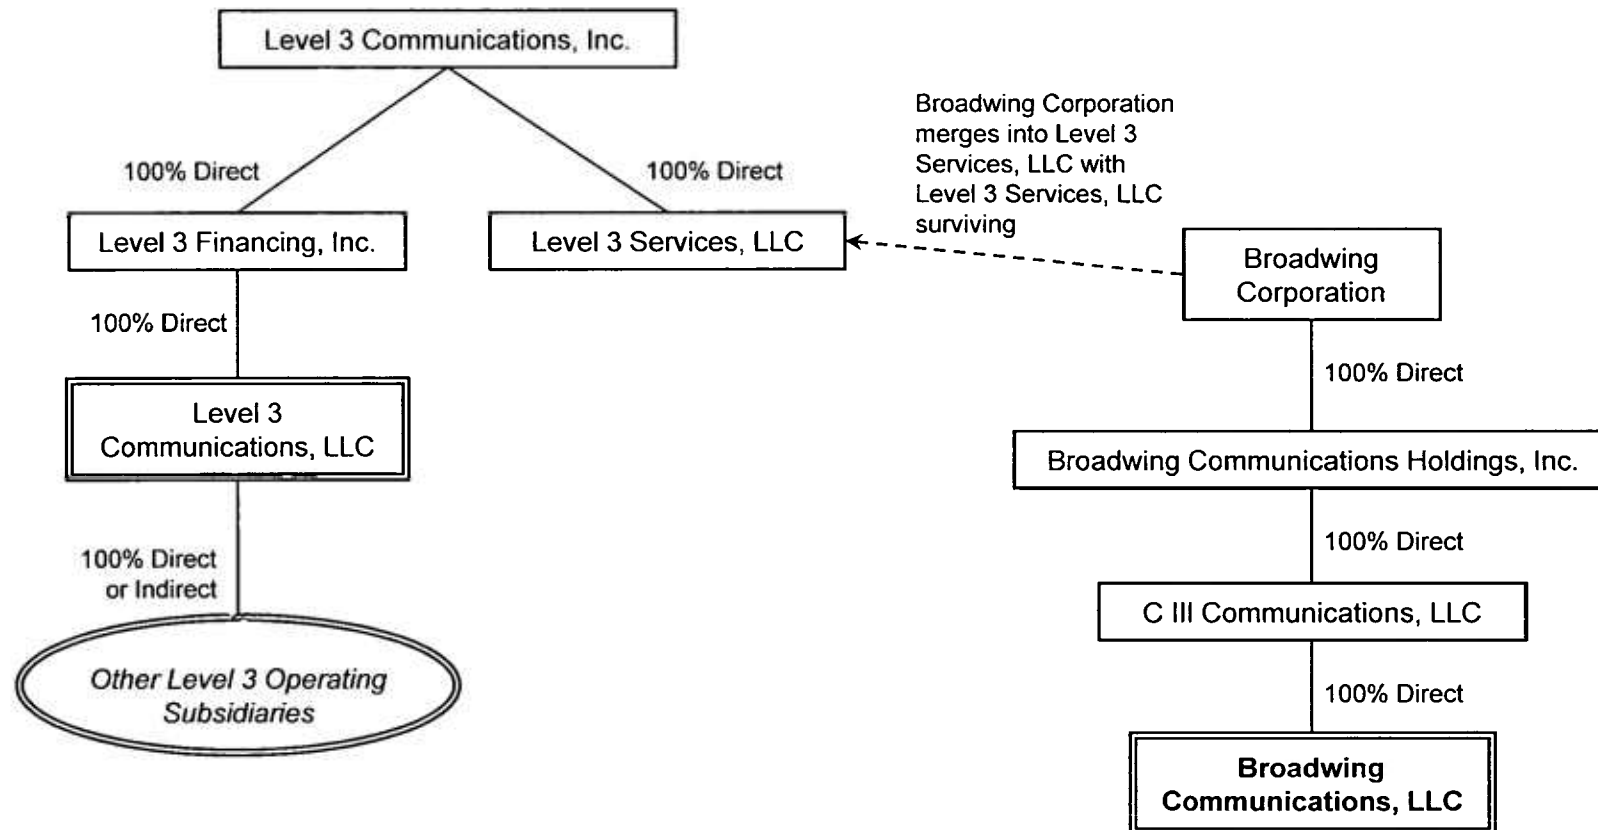 Level 3 Communications, Inc.
100% Direct
100% Direct
Broadwing Corporation
merges into Level 3
Services, LLC with
Level 3 Services, LLC
surviving
Level 3 Financing, Inc.
Level 3 Services, LLC
Broadwing
Corporation
100% Direct
100% Direct
Level 3
Communications, LLC
Broadwing Communications Holdings, Inc.
100% Direct
or Indirect
100% Direct
Other Level 3 Operating
Subsidiaries
C III Communications, LLC
100% Direct
Broadwing
Communications, LLC